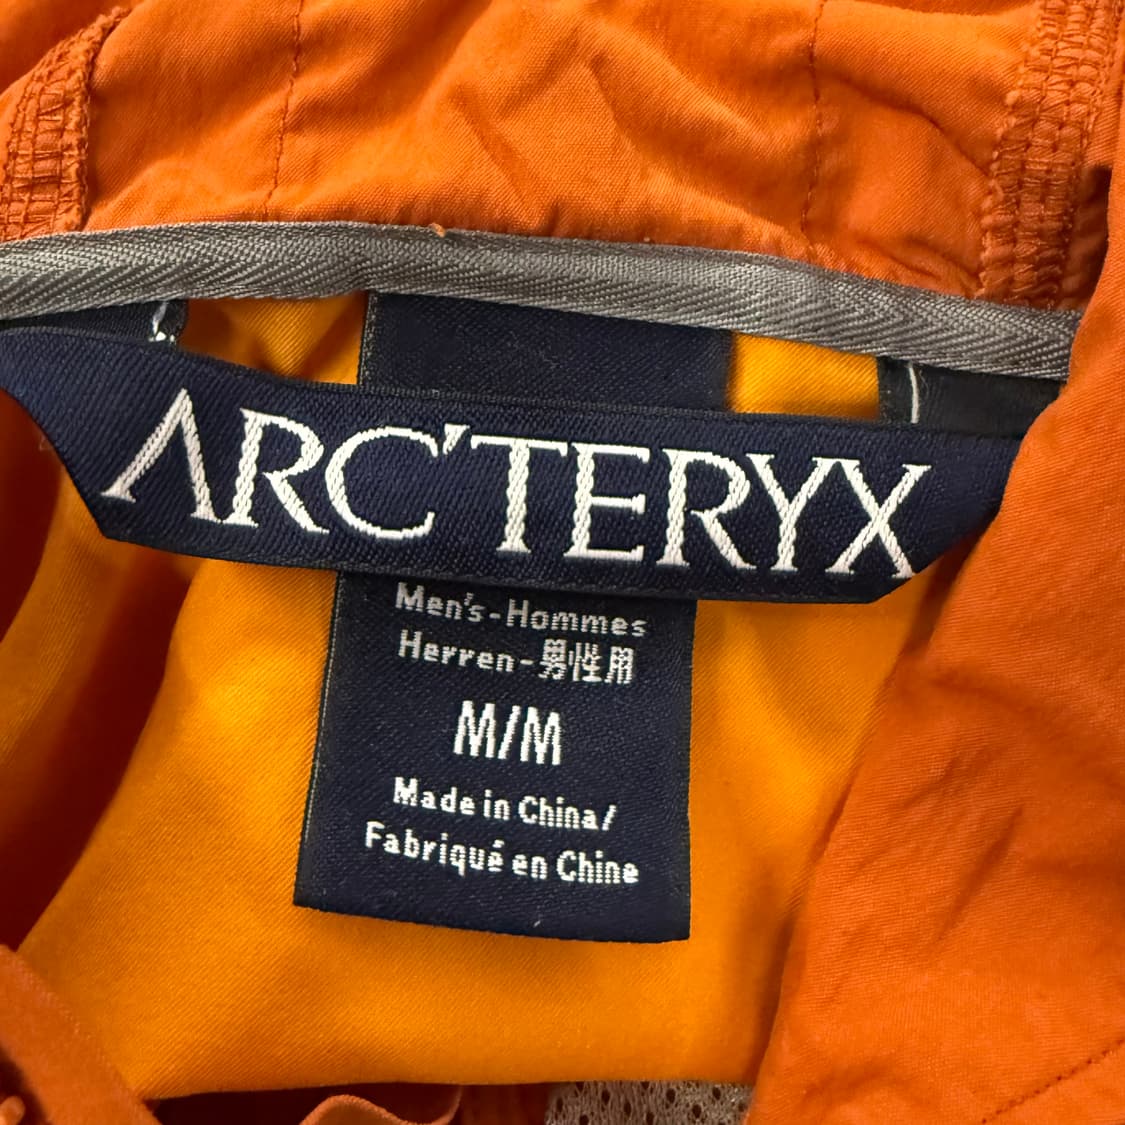 ARC'TERYX
Men's-Hommes
Herren-男性用
M/M
Made in China/
Fabriqué en Chine